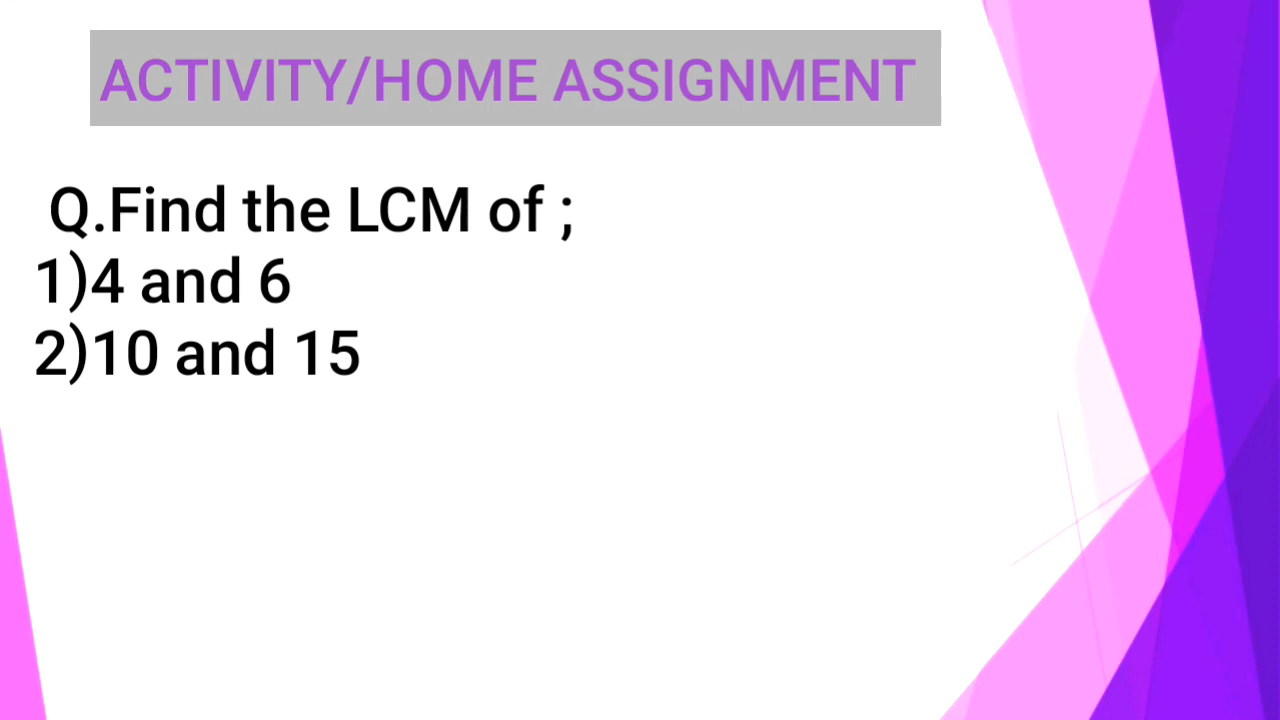 ACTIVITY/HOME ASSIGNMENT
Q.Find the LCM of ;
1)4 and 6
2)10 and 15